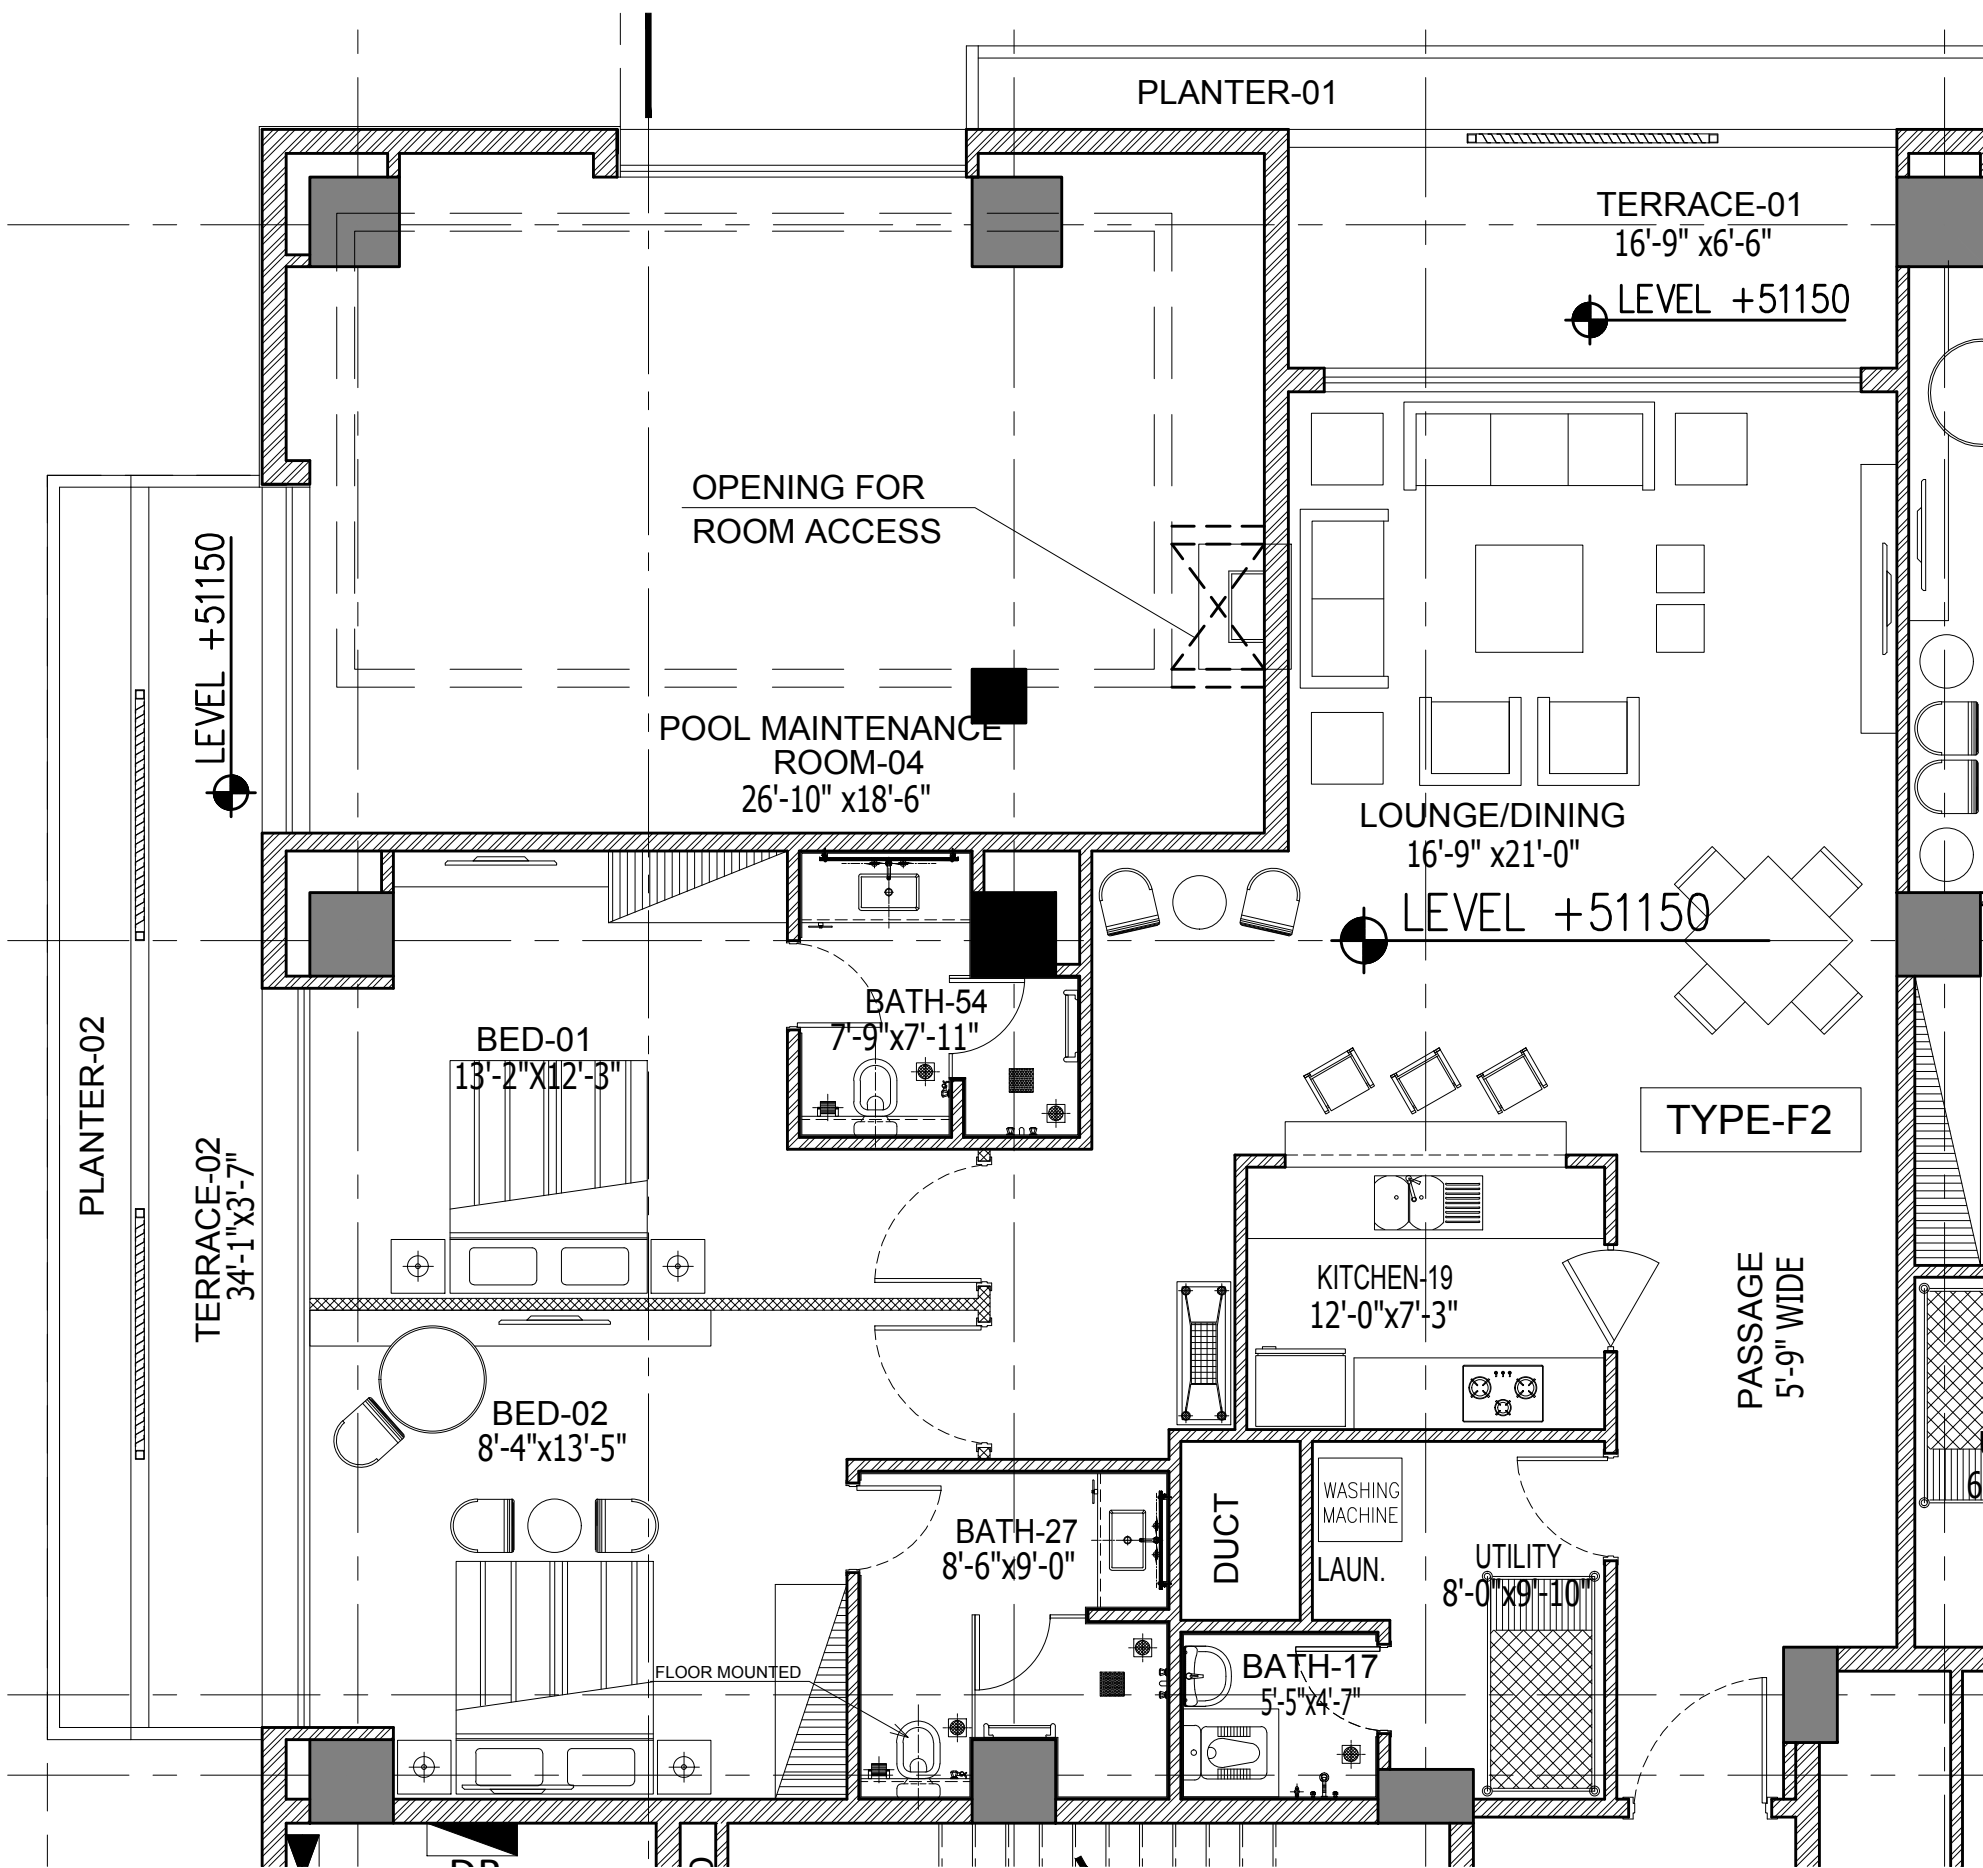 PLANTER-01
TERRACE-01
16'-9" x6'-6"
LEVEL +51150
OPENING FOR
ROOM ACCESS
LEVEL +51150
POOL MAINTENANCE
ROOM-04
26'-10" x18'-6"
LOUNGE/DINING
16'-9" x21'-0"
LEVEL +51150
BATH-54
7'-9"x7'-11"
BED-01
13'-2"X12'-3"
PLANTER-02
TERRACE-02
34'-1"x3'-7"
TYPE-F2
KITCHEN-19
12'-0"x7'-3"
PASSAGE
5'-9" WIDE
BED-02
8'-4"x13'-5"
WASHING
MACHINE
DUCT
BATH-27
8'-6"x9'-0"
LAUN.
UTILITY
8'-0"x9'-10"
FLOOR MOUNTED
BATH-17
5'-5"x4'-7"
6